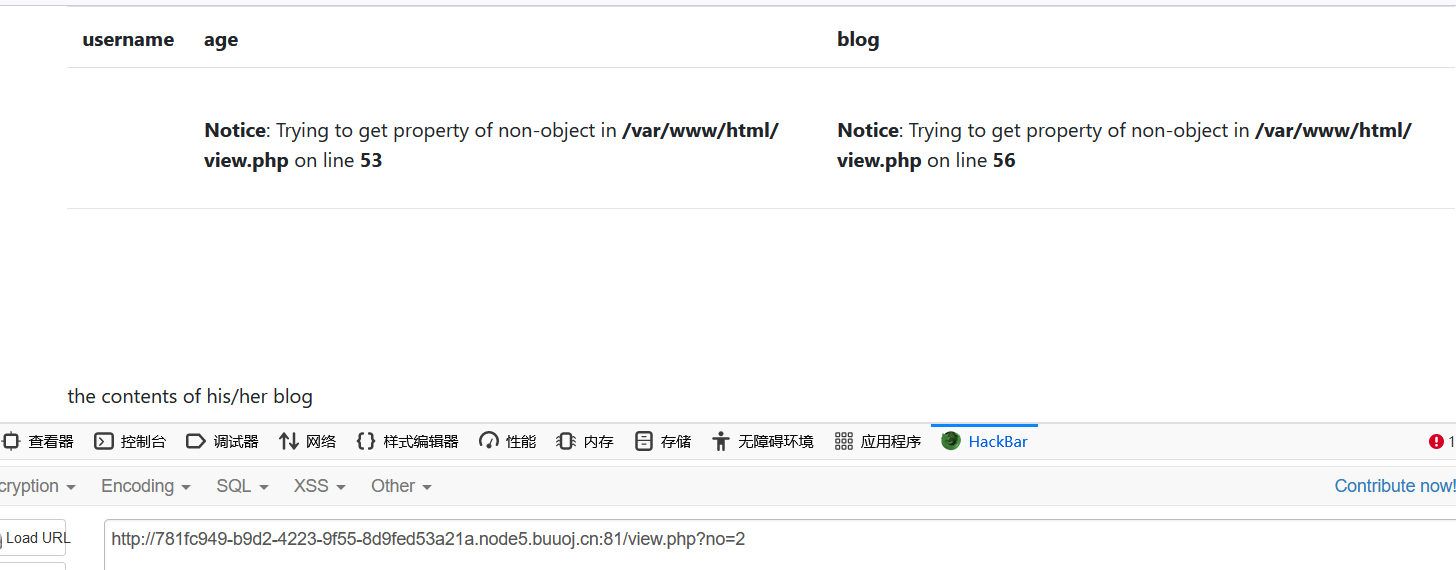 username age blog
Notice: Trying to get property of non-object in /var/www/html/
view.php on line 53
Notice: Trying to get property of non-object in /var/www/html/
view.php on line 56
the contents of his/her blog
查看器 控制台 调试器 网络 样式编辑器 性能 内存 存储 无障碍环境 应用程序 HackBar 1
cryption Encoding SQL XSS Other Contribute now!
Load URL http://781fc949-b9d2-4223-9f55-8d9fed53a21a.node5.buuoj.cn:81/view.php?no=2